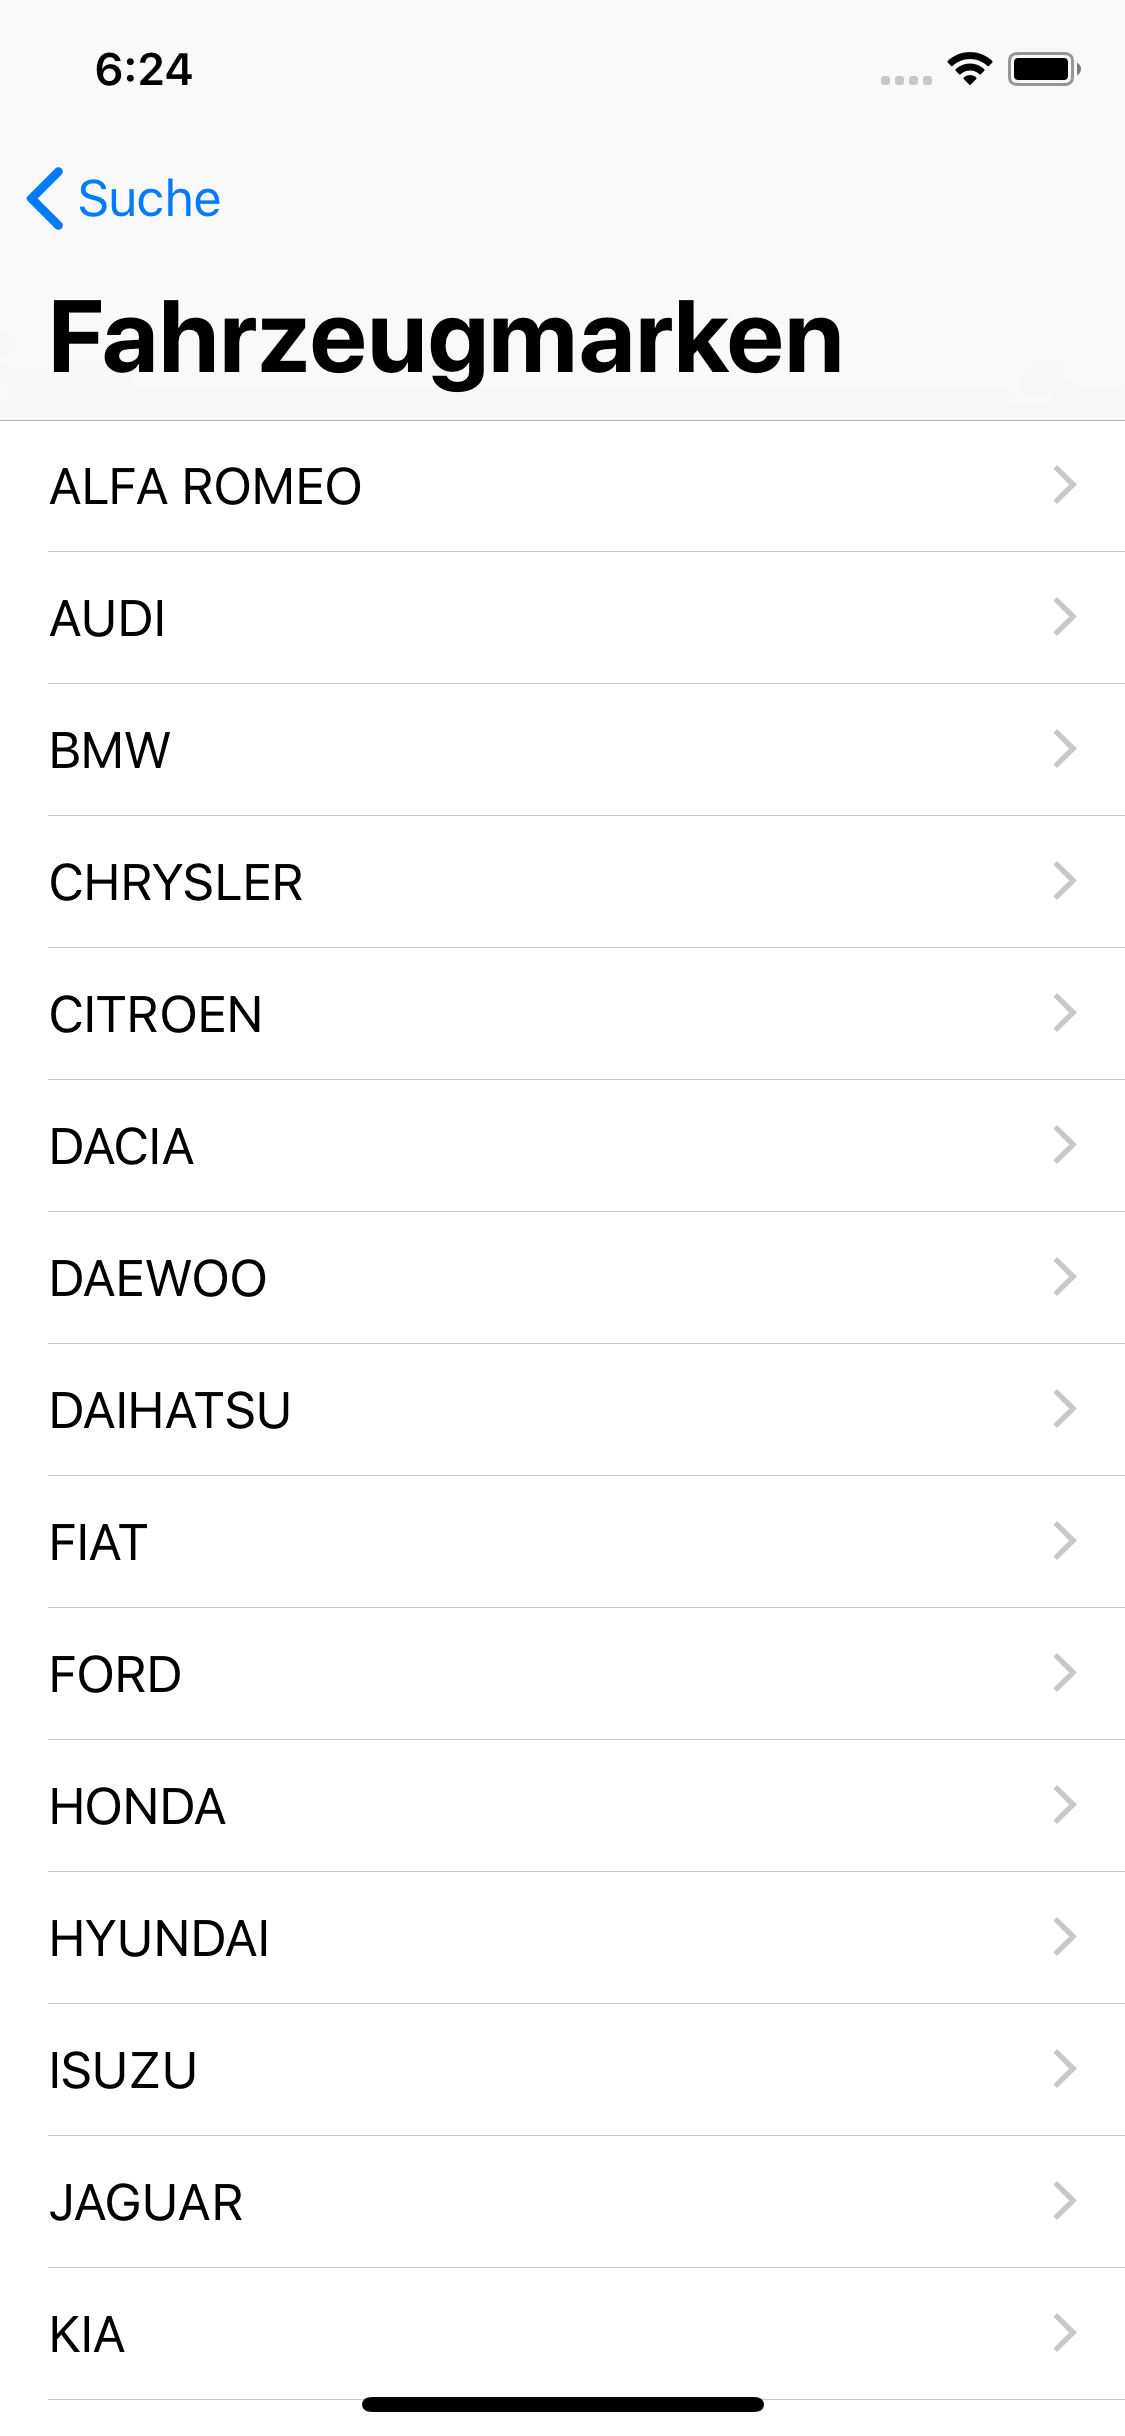 6:24
Suche
Fahrzeugmarken
ALFA ROMEO
AUDI
BMW
CHRYSLER
CITROEN
DACIA
DAEWOO
DAIHATSU
FIAT
FORD
HONDA
HYUNDAI
ISUZU
JAGUAR
KIA